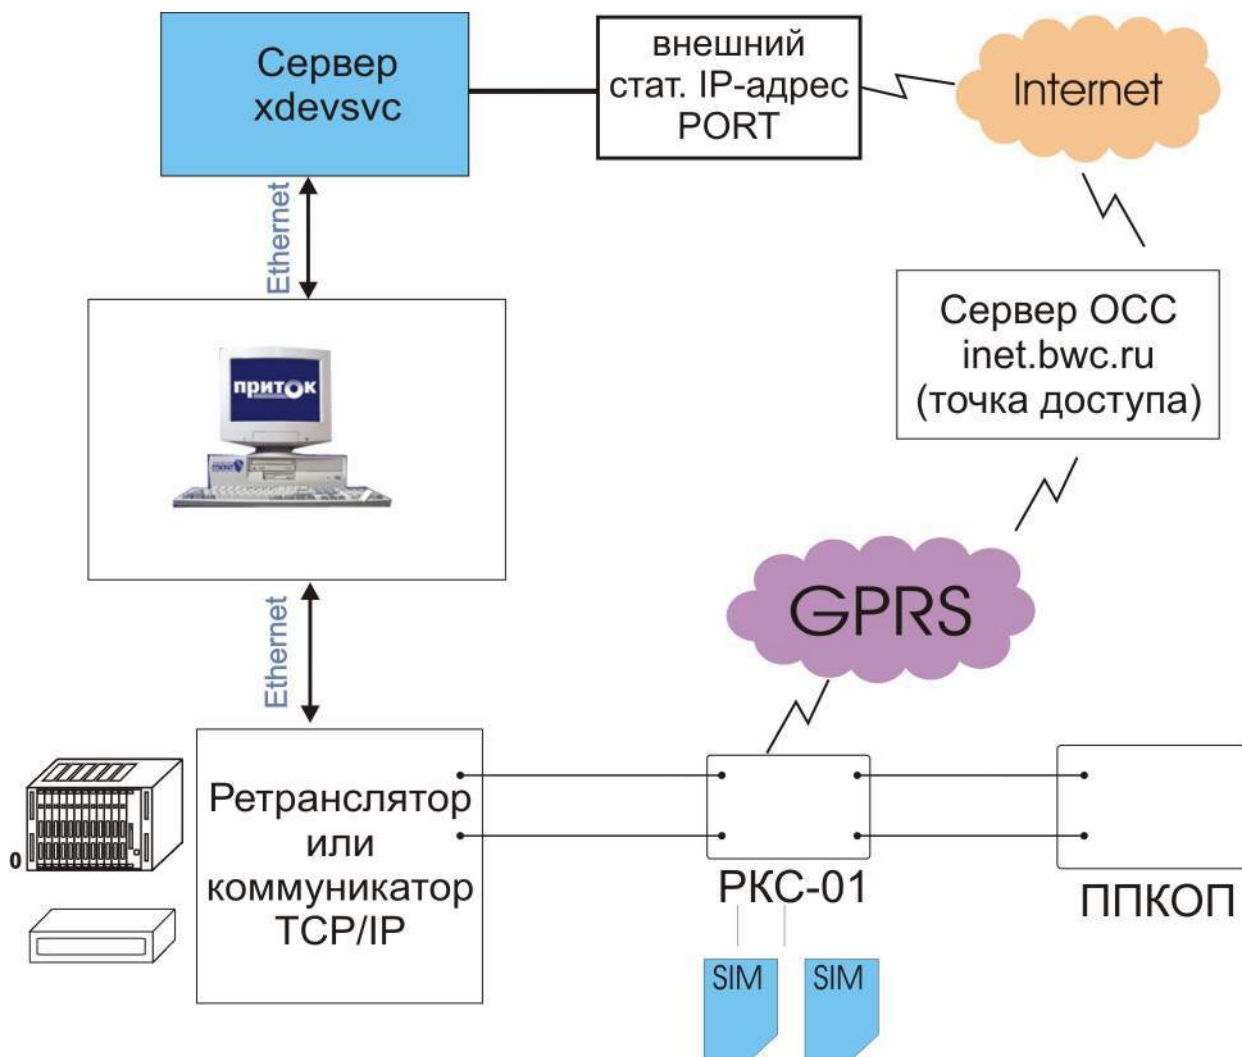 Сервер
xdevsvc
внешний
стат. IP-адрес
PORT
Internet
Ethernet
Сервер ОСС
inet.bwc.ru
(точка доступа)
приток
Ethernet
GPRS
Ретранслятор
или
коммуникатор
TCP/IP
0
РКС-01
ППКОП
SIM
SIM